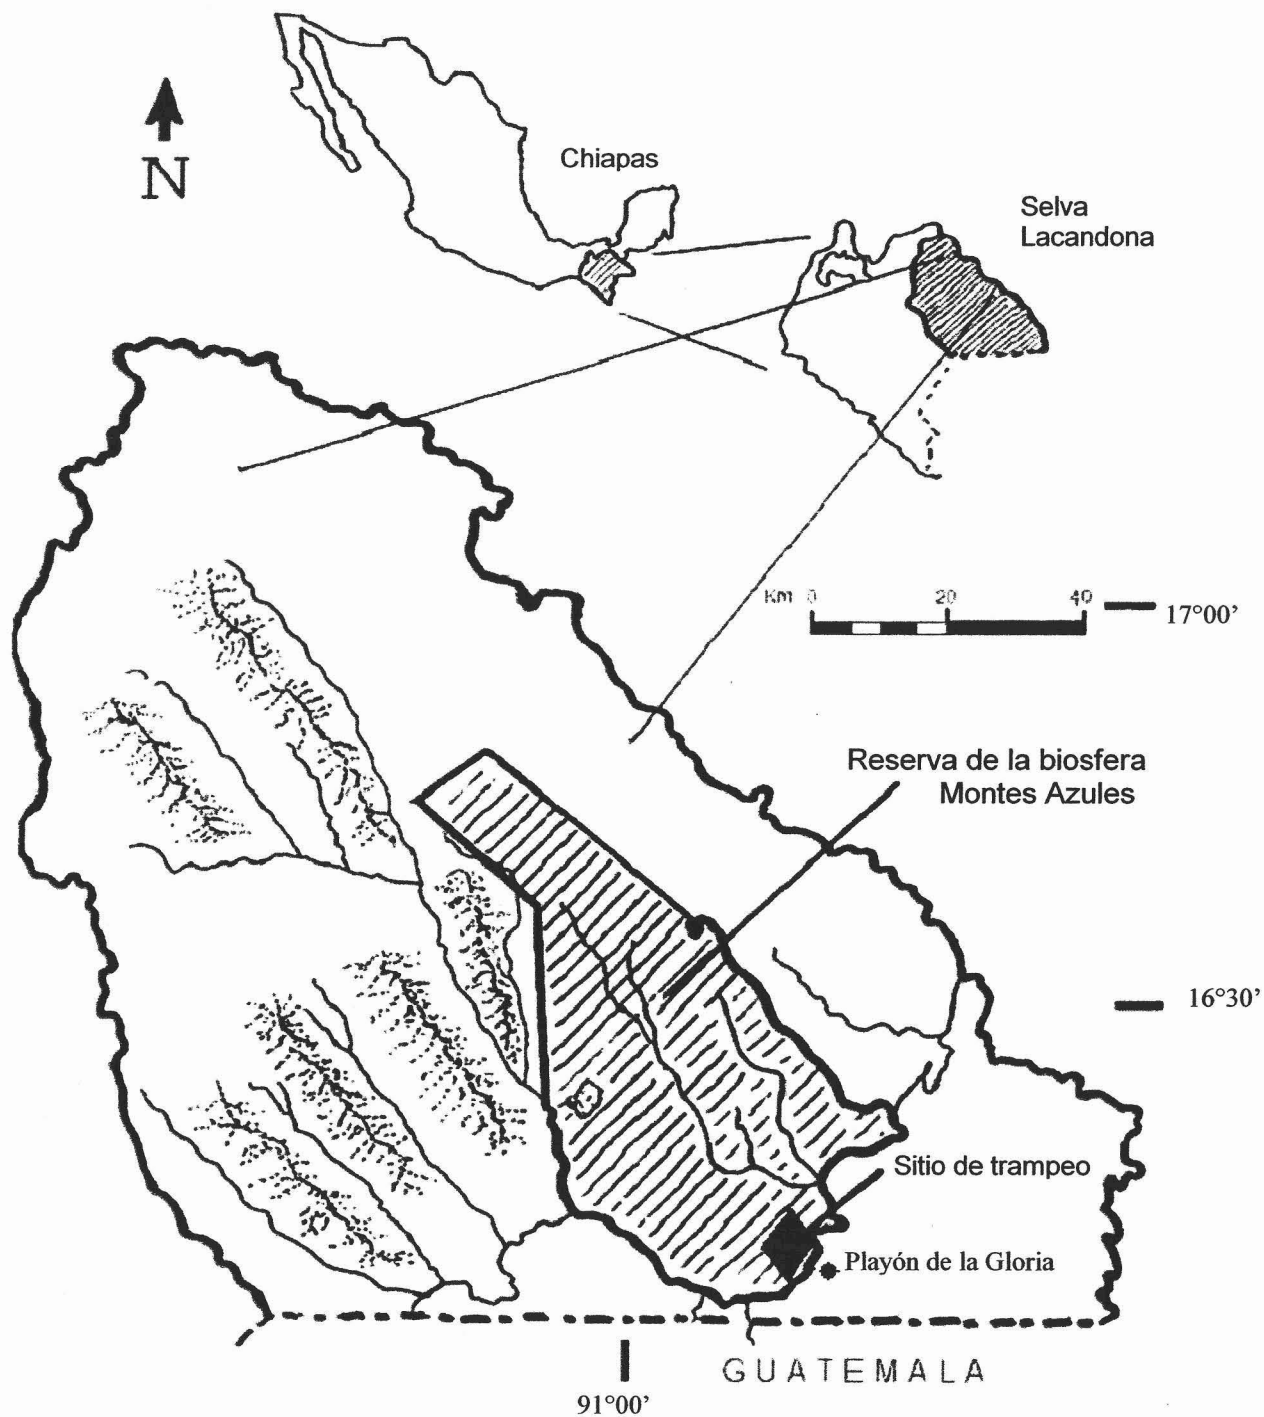 N
Chiapas
Selva
Lacandona
Km 0 20 40
17°00'
Reserva de la biosfera
Montes Azules
16°30'
Sitio de trampeo
Playón de la Gloria
GUATEMALA
91°00'